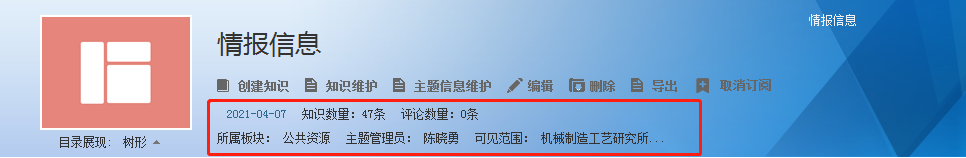 情报信息
情报信息
创建知识 知识维护 主题信息维护 编辑 删除 导出 取消订阅
2021-04-07 知识数量：47条 评论数量：0条
所属板块： 公共资源 主题管理员： 陈晓勇 可见范围： 机械制造工艺研究所...
目录展现： 树形